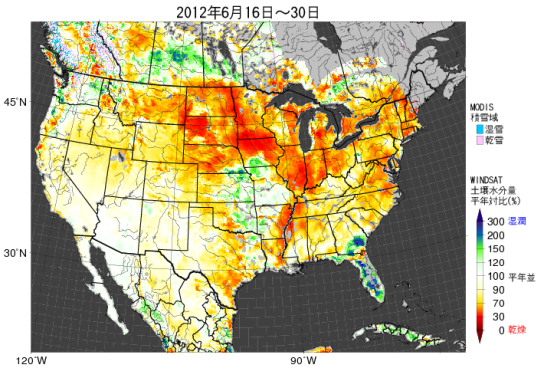 2012年6月16日～30日
45°N
30°N
120°W
90°W
MODIS
積雪域
湿雪
乾雪
WINDSAT
土壌水分量
平年対比(%)
300 湿潤
200
150
120
110
100 平年並
90
70
30
0 乾燥